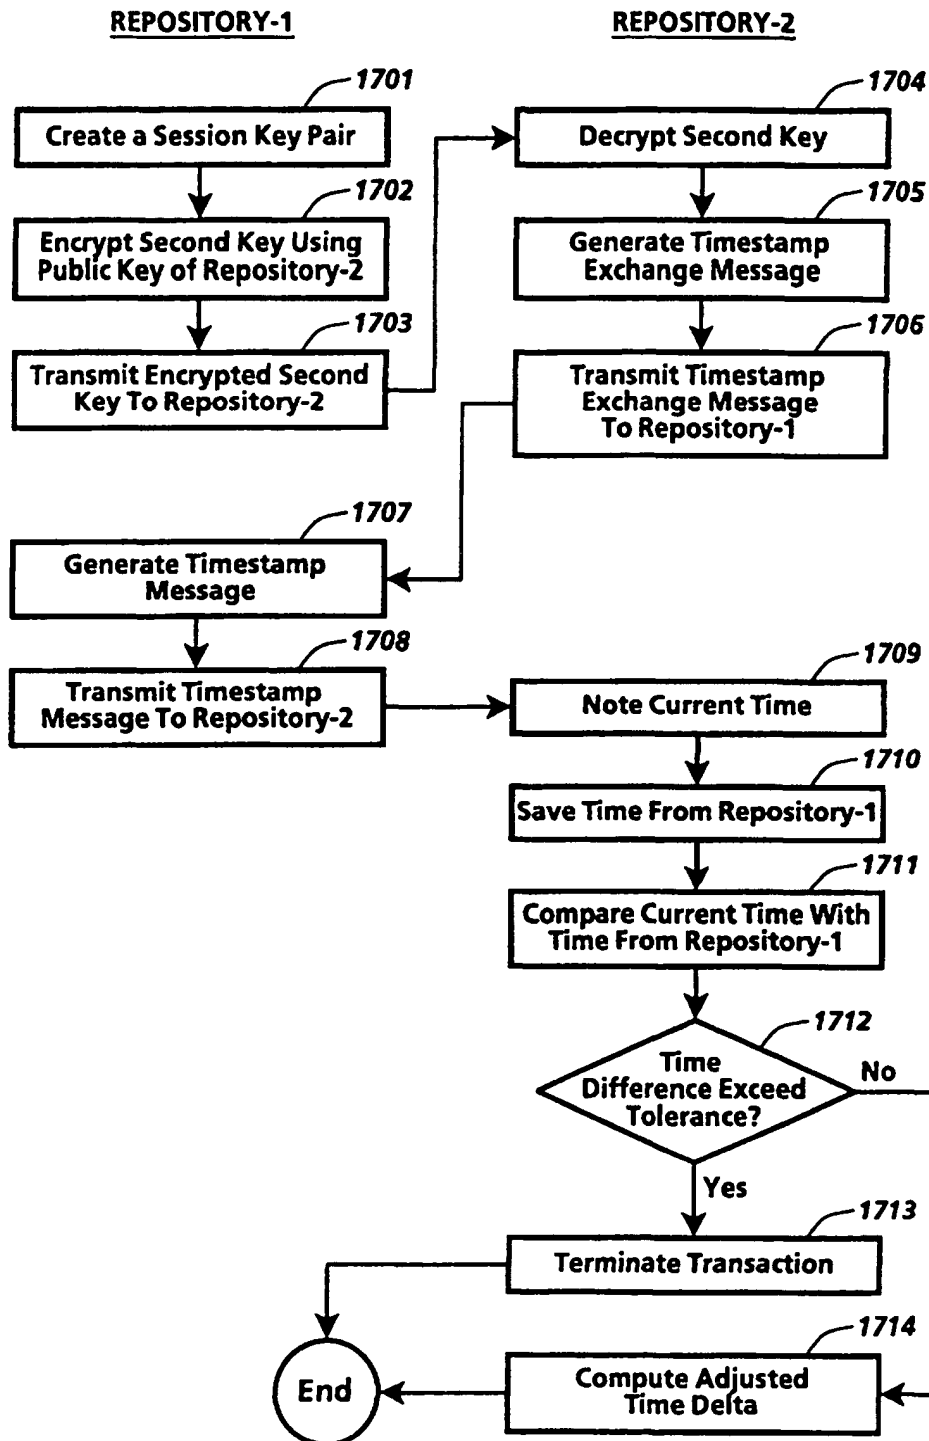 REPOSITORY-1
REPOSITORY-2
1701
Create a Session Key Pair
1702
Encrypt Second Key Using
Public Key of Repository-2
1703
Transmit Encrypted Second
Key To Repository-2
1704
Decrypt Second Key
1705
Generate Timestamp
Exchange Message
1706
Transmit Timestamp
Exchange Message
To Repository-1
1707
Generate Timestamp
Message
1708
Transmit Timestamp
Message To Repository-2
1709
Note Current Time
1710
Save Time From Repository-1
1711
Compare Current Time With
Time From Repository-1
1712
Time
Difference Exceed
Tolerance?
No
Yes
1713
Terminate Transaction
1714
Compute Adjusted
Time Delta
End